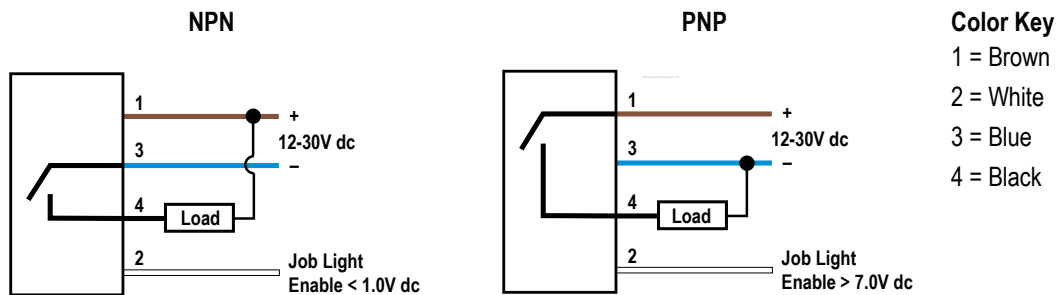 NPN
1
+
12-30V dc
3
–
4
Load
2
Job Light
Enable < 1.0V dc
PNP
1
+
12-30V dc
3
–
4
Load
2
Job Light
Enable > 7.0V dc
Color Key
1 = Brown
2 = White
3 = Blue
4 = Black